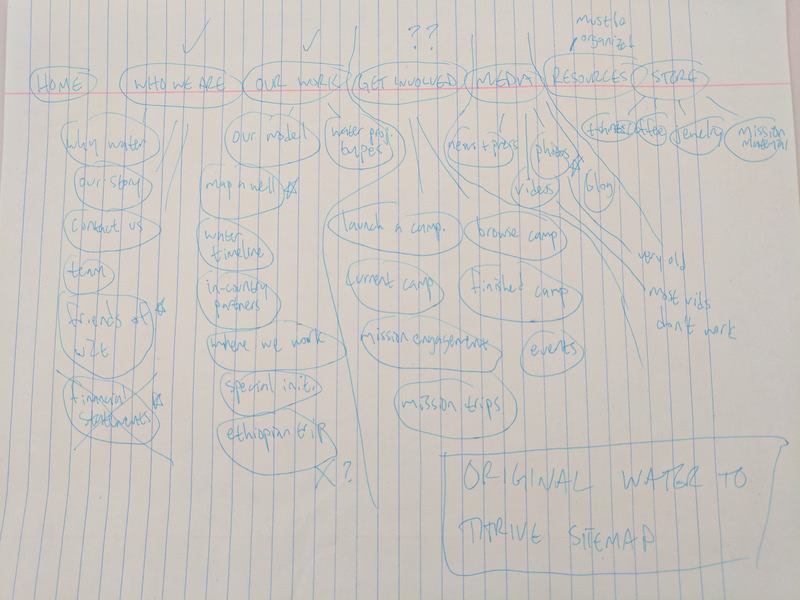 ??
must be
organized
HOME
WHO WE ARE
OUR WORK
GET INVOLVED
MEDIA
RESOURCES
STORE
why water
our story
contact us
team
friends of
w2t
financial
statements
our model
water proj.
types
map a well
water
timeline
in-country
partners
where we work
special init.
ethiopian trip
?
launch a camp.
browse camp
current camp
finished camp
mission engagement
events
mission trips
news + press
photos
videos
blog
tshirts
coffee
jewelry
mission
material
very old
most vids
don't work
ORIGINAL WATER TO
THRIVE SITEMAP